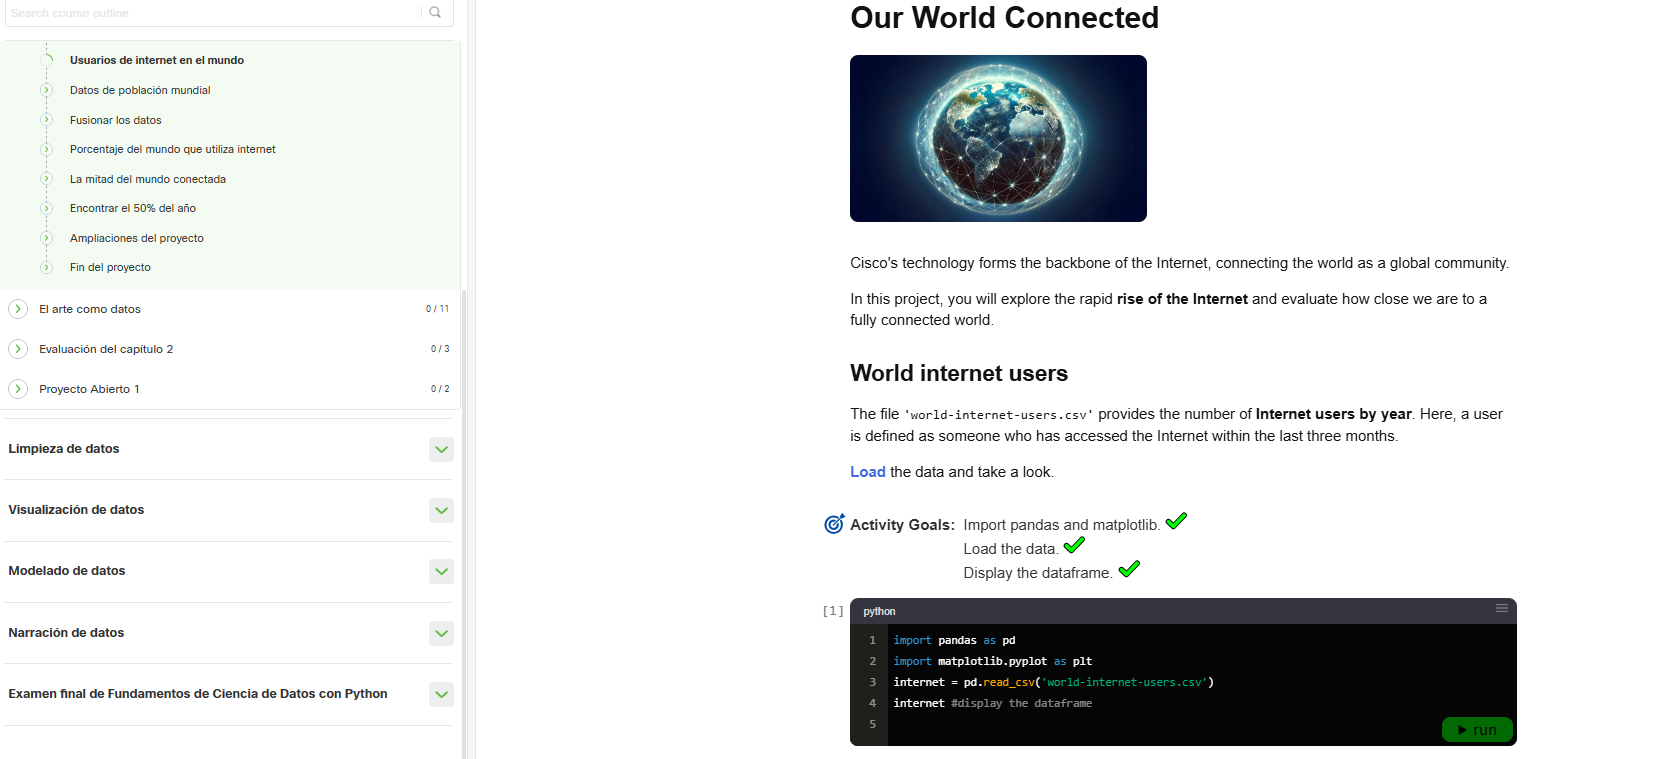 Search course outline
Usuarios de internet en el mundo
Datos de población mundial
Fusionar los datos
Porcentaje del mundo que utiliza internet
La mitad del mundo conectada
Encontrar el 50% del año
Ampliaciones del proyecto
Fin del proyecto
El arte como datos 0 / 11
Evaluación del capítulo 2 0 / 3
Proyecto Abierto 1 0 / 2
Limpieza de datos
Visualización de datos
Modelado de datos
Narración de datos
Examen final de Fundamentos de Ciencia de Datos con Python
Our World Connected
Cisco's technology forms the backbone of the Internet, connecting the world as a global community.
In this project, you will explore the rapid rise of the Internet and evaluate how close we are to a
fully connected world.
World internet users
The file 'world-internet-users.csv' provides the number of Internet users by year. Here, a user
is defined as someone who has accessed the Internet within the last three months.
Load the data and take a look.
Activity Goals: Import pandas and matplotlib.
Load the data.
Display the dataframe.
[1] python
1 import pandas as pd
2 import matplotlib.pyplot as plt
3 internet = pd.read_csv('world-internet-users.csv')
4 internet #display the dataframe
5
run